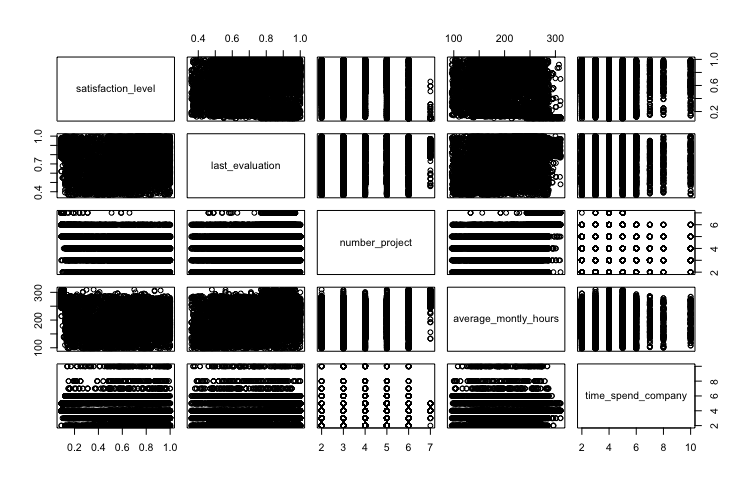 0.4 0.6 0.8 1.0
100 200 300
satisfaction_level
0.2 0.6 1.0
0.4 0.7 1.0
last_evaluation
number_project
2 4 6
100 200 300
average_montly_hours
time_spend_company
2 4 6 8
0.2 0.4 0.6 0.8 1.0
2 3 4 5 6 7
2 4 6 8 10